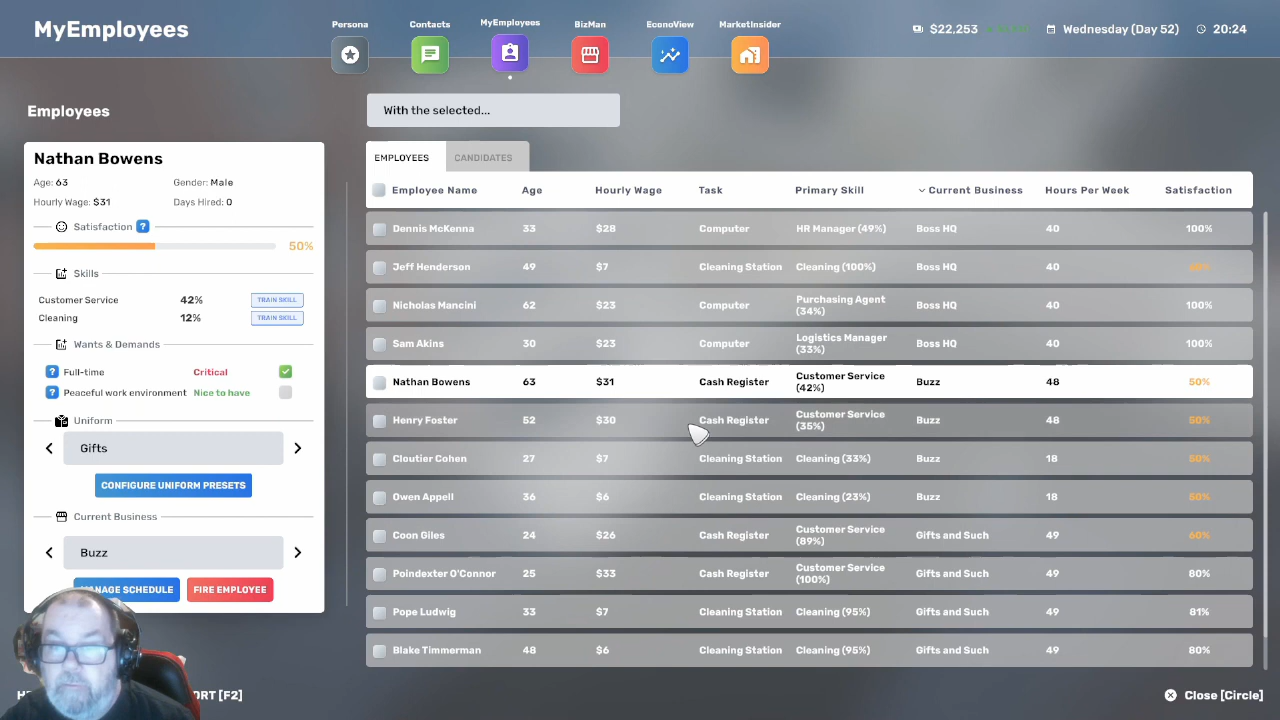 MyEmployees
Persona
Contacts
MyEmployees
BizMan
EconoView
MarketInsider
$22,253
Wednesday (Day 52)
20:24
Employees
With the selected...
EMPLOYEES
CANDIDATES
Nathan Bowens
Age: 63
Gender: Male
Hourly Wage: $31
Days Hired: 0
Satisfaction ?
50%
Skills
Customer Service 42% TRAIN SKILL
Cleaning 12% TRAIN SKILL
Wants & Demands
? Full-time Critical
? Peaceful work environment Nice to have
Uniform
Gifts
CONFIGURE UNIFORM PRESETS
Current Business
Buzz
MANAGE SCHEDULE
FIRE EMPLOYEE
Employee Name Age Hourly Wage Task Primary Skill Current Business Hours Per Week Satisfaction
Dennis McKenna 33 $28 Computer HR Manager (49%) Boss HQ 40 100%
Jeff Henderson 49 $7 Cleaning Station Cleaning (100%) Boss HQ 40
Nicholas Mancini 62 $23 Computer Purchasing Agent (34%) Boss HQ 40 100%
Sam Akins 30 $23 Computer Logistics Manager (33%) Boss HQ 40 100%
Nathan Bowens 63 $31 Cash Register Customer Service (42%) Buzz 48 50%
Henry Foster 52 $30 Cash Register Customer Service (35%) Buzz 48 50%
Cloutier Cohen 27 $7 Cleaning Station Cleaning (33%) Buzz 18 50%
Owen Appell 36 $6 Cleaning Station Cleaning (23%) Buzz 18 50%
Coon Giles 24 $26 Cash Register Customer Service (89%) Gifts and Such 49 60%
Poindexter O'Connor 25 $33 Cash Register Customer Service (100%) Gifts and Such 49 80%
Pope Ludwig 33 $7 Cleaning Station Cleaning (95%) Gifts and Such 49 81%
Blake Timmerman 48 $6 Cleaning Station Cleaning (95%) Gifts and Such 49 80%
[F2]
Close [Circle]